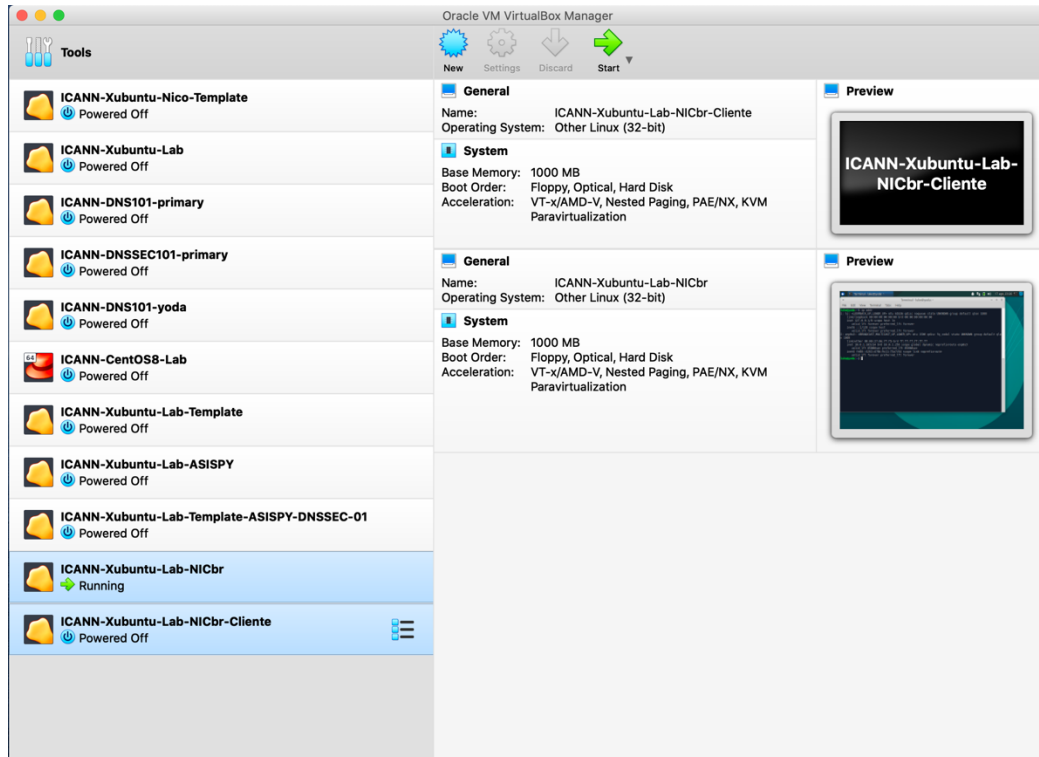 Oracle VM VirtualBox Manager
Tools
New Settings Discard Start
ICANN-Xubuntu-Nico-Template
Powered Off
ICANN-Xubuntu-Lab
Powered Off
ICANN-DNS101-primary
Powered Off
ICANN-DNSSEC101-primary
Powered Off
ICANN-DNS101-yoda
Powered Off
64
ICANN-CentOS8-Lab
Powered Off
ICANN-Xubuntu-Lab-Template
Powered Off
ICANN-Xubuntu-Lab-ASISPY
Powered Off
ICANN-Xubuntu-Lab-Template-ASISPY-DNSSEC-01
Powered Off
ICANN-Xubuntu-Lab-NICbr
Running
ICANN-Xubuntu-Lab-NICbr-Cliente
Powered Off
General
Name: ICANN-Xubuntu-Lab-NICbr-Cliente
Operating System: Other Linux (32-bit)
System
Base Memory: 1000 MB
Boot Order: Floppy, Optical, Hard Disk
Acceleration: VT-x/AMD-V, Nested Paging, PAE/NX, KVM
Paravirtualization
Preview
ICANN-Xubuntu-Lab-
NICbr-Cliente
General
Name: ICANN-Xubuntu-Lab-NICbr
Operating System: Other Linux (32-bit)
System
Base Memory: 1000 MB
Boot Order: Floppy, Optical, Hard Disk
Acceleration: VT-x/AMD-V, Nested Paging, PAE/NX, KVM
Paravirtualization
Preview